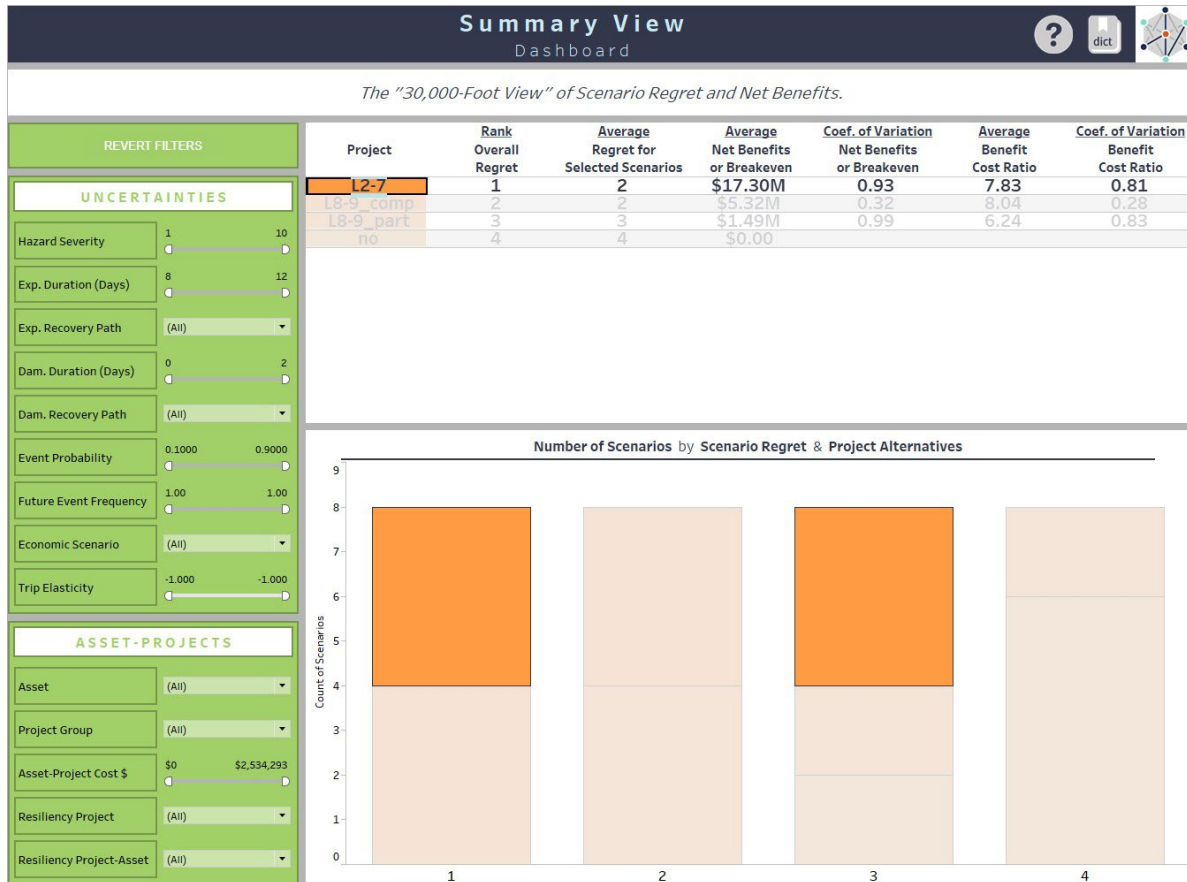 Summary View
Dashboard
?
dict
The "30,000-Foot View" of Scenario Regret and Net Benefits.
REVERT FILTERS
UNCERTAINTIES
Hazard Severity
1 10
Exp. Duration (Days)
8 12
Exp. Recovery Path
(All)
Dam. Duration (Days)
0 2
Dam. Recovery Path
(All)
Event Probability
0.1000 0.9000
Future Event Frequency
1.00 1.00
Economic Scenario
(All)
Trip Elasticity
-1.000 -1.000
ASSET-PROJECTS
Asset
(All)
Project Group
(All)
Asset-Project Cost $
$0 $2,534,293
Resiliency Project
(All)
Resiliency Project-Asset
(All)
Project
Rank
Overall
Regret
Average
Regret for
Selected Scenarios
Average
Net Benefits
or Breakeven
Coef. of Variation
Net Benefits
or Breakeven
Average
Benefit
Cost Ratio
Coef. of Variation
Benefit
Cost Ratio
L2-7 1 2 $17.30M 0.93 7.83 0.81
L8-9_comp 2 2 $5.32M 0.32 8.04 0.28
L8-9_part 3 3 $1.49M 0.99 6.24 0.83
no 4 4 $0.00
Number of Scenarios by Scenario Regret & Project Alternatives
Count of Scenarios
9
8
7
6
5
4
3
2
1
0
1 2 3 4